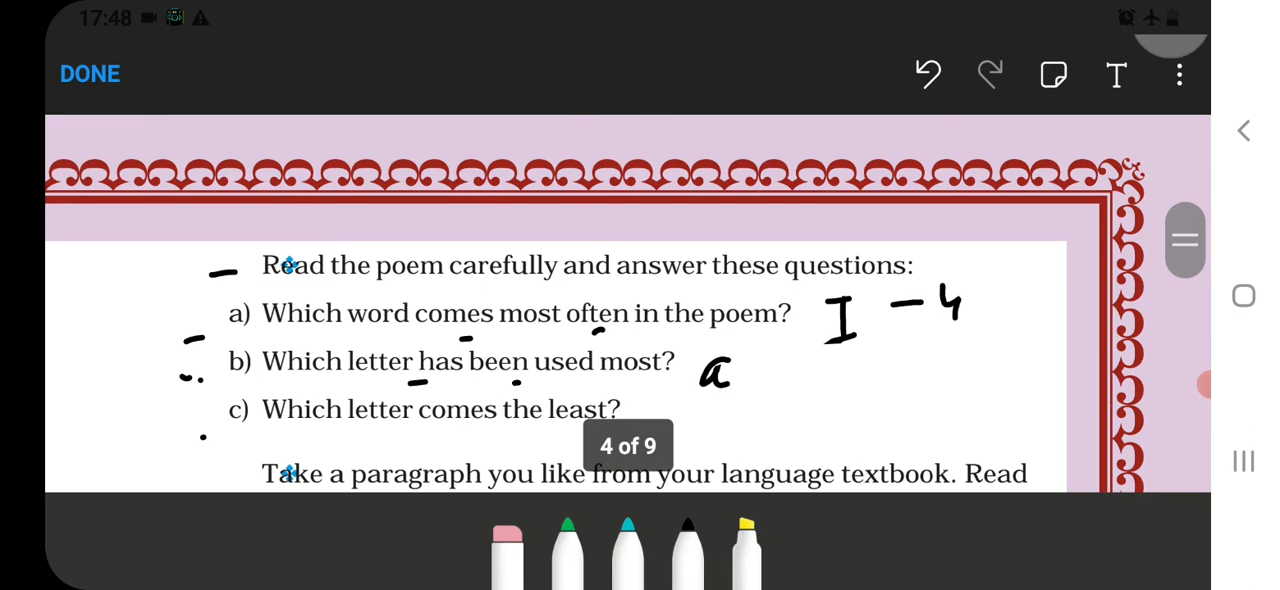 17:48
DONE
T
Read the poem carefully and answer these questions:
a) Which word comes most often in the poem? I - 4
b) Which letter has been used most? a
c) Which letter comes the least?
4 of 9
Take a paragraph you like from your language textbook. Read